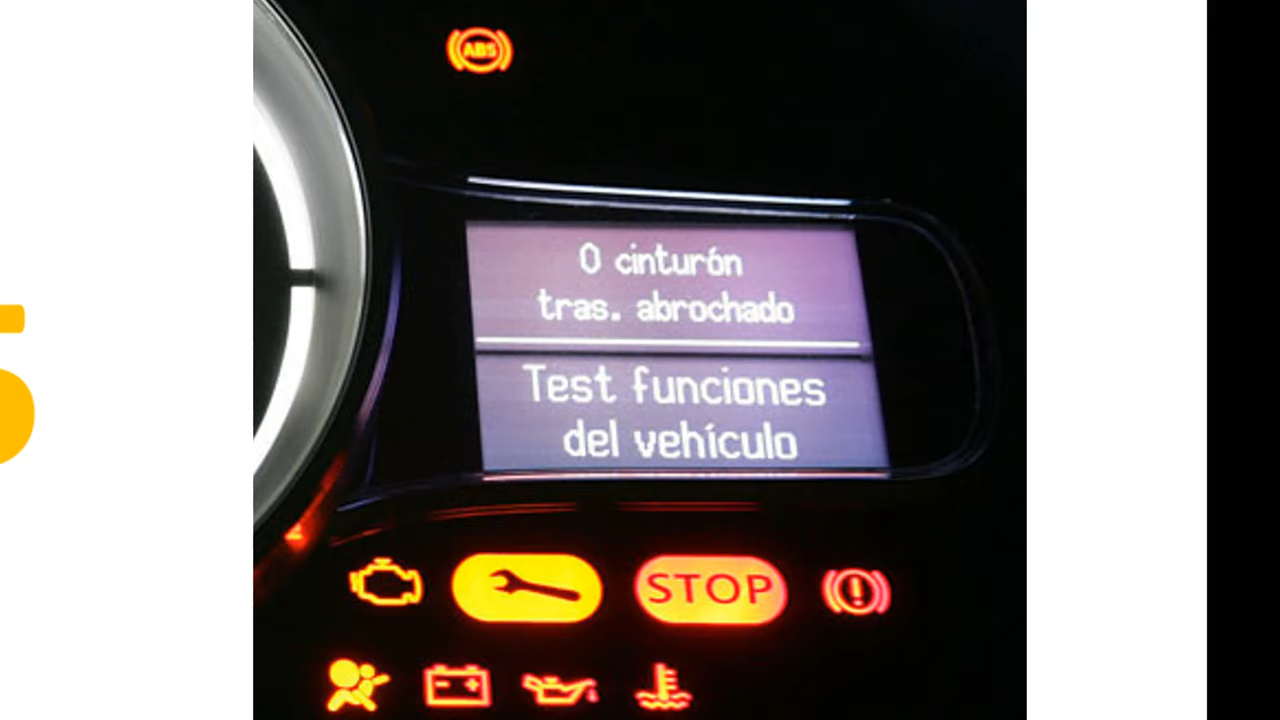 ABS
0 cinturón
tras. abrochado
Test funciones
del vehículo
STOP